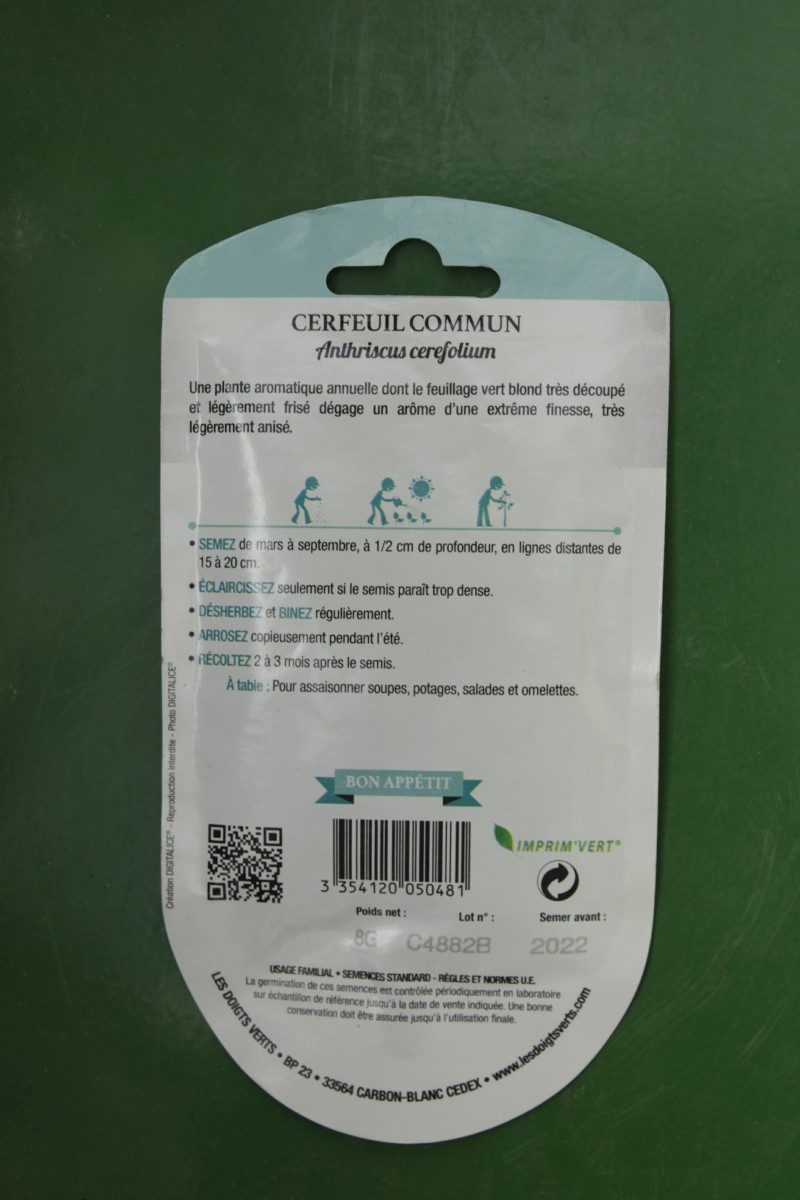 CERFEUIL COMMUN
Anthriscus cerefolium
Une plante aromatique annuelle dont le feuillage vert blond très découpé
et légèrement frisé dégage un arôme d'une extrême finesse, très
légèrement anisé.
• SEMEZ de mars à septembre, à 1/2 cm de profondeur, en lignes distantes de
15 à 20 cm.
• ÉCLAIRCISSEZ seulement si le semis paraît trop dense.
• DÉSHERBEZ et BINEZ régulièrement.
• ARROSEZ copieusement pendant l'été.
• RÉCOLTEZ 2 à 3 mois après le semis.
À table : Pour assaisonner soupes, potages, salades et omelettes.
Création DIGITALICE® - Reproduction interdite - Photo DIGITALICE®
BON APPÉTIT
IMPRIM'VERT®
3 354120 050481
Poids net : Lot n° : Semer avant :
8G C4882B 2022
USAGE FAMILIAL • SEMENCES STANDARD - RÈGLES ET NORMES U.E.
La germination de ces semences est contrôlée périodiquement en laboratoire
sur échantillon de référence jusqu'à la date de vente indiquée. Une bonne
conservation doit être assurée jusqu'à l'utilisation finale.
LES DOIGTS VERTS • BP 23 • 33564 CARBON-BLANC CEDEX • www.lesdoigtsverts.com